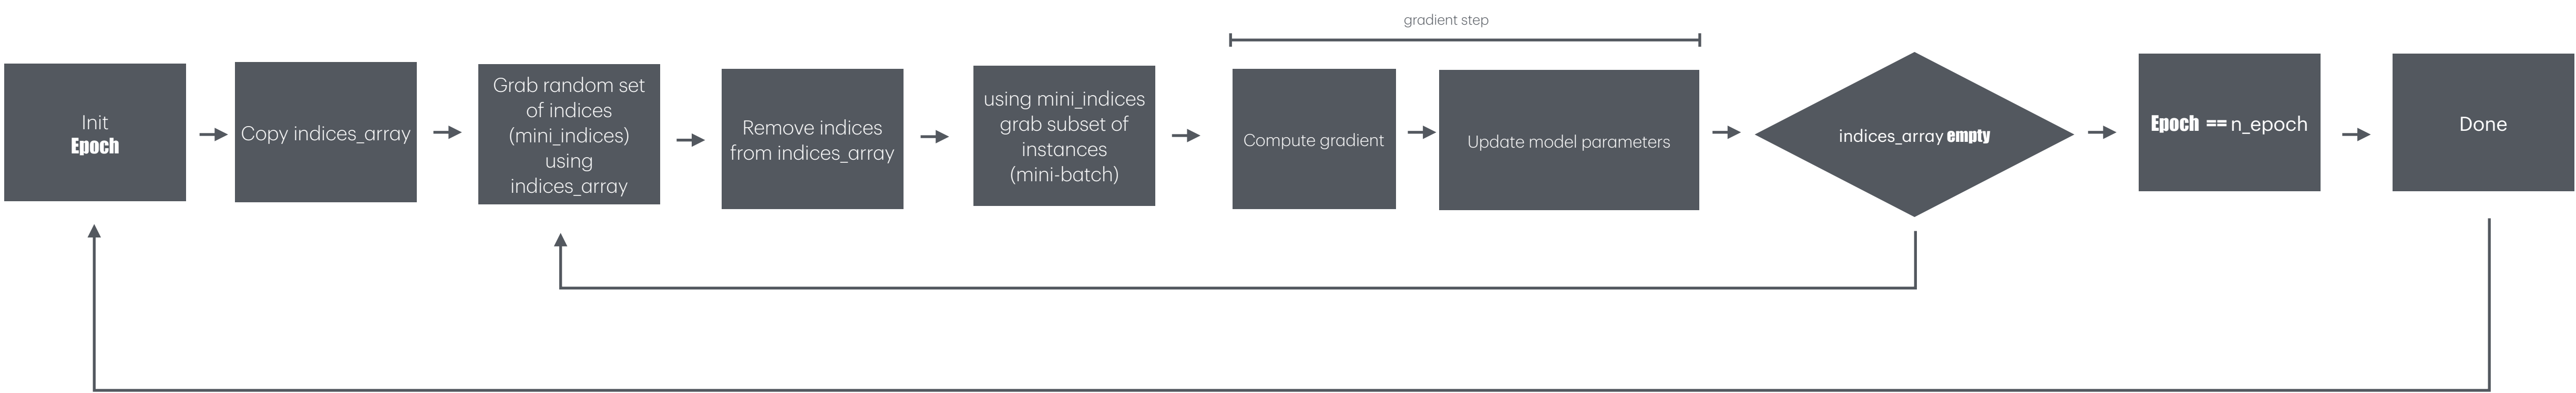 gradient step
Init
Epoch
Copy indices_array
Grab random set
of indices
(mini_indices)
using
indices_array
Remove indices
from indices_array
using mini_indices
grab subset of
instances
(mini-batch)
Compute gradient
Update model parameters
indices_array empty
Epoch == n_epoch
Done